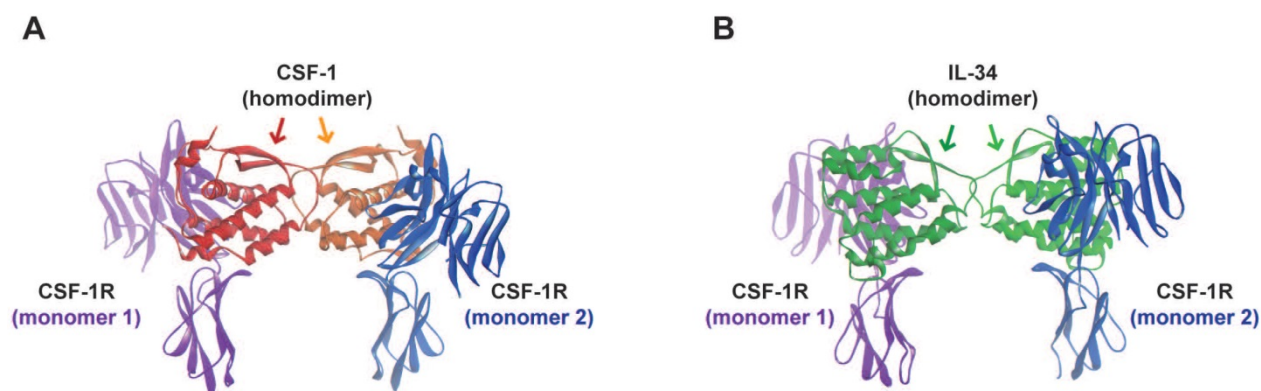 A
CSF-1
(homodimer)
CSF-1R
(monomer 1)
CSF-1R
(monomer 2)
B
IL-34
(homodimer)
CSF-1R
(monomer 1)
CSF-1R
(monomer 2)